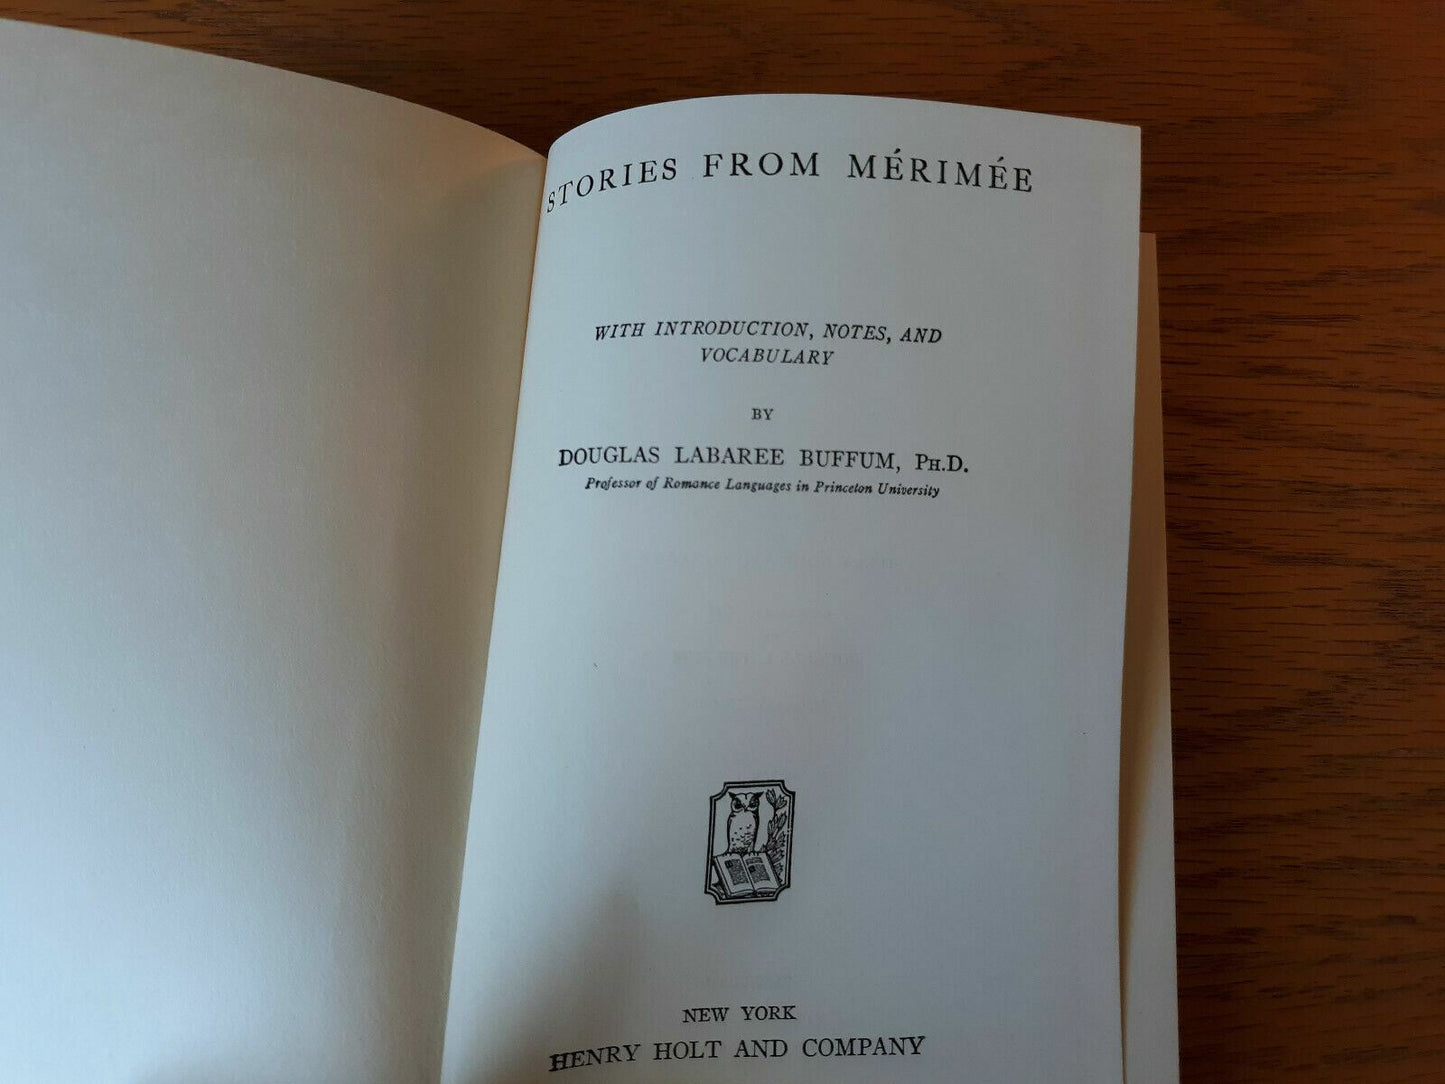 STORIES FROM MÉRIMÉE
WITH INTRODUCTION, NOTES, AND
VOCABULARY
BY
DOUGLAS LABAREE BUFFUM, PH.D.
Professor of Romance Languages in Princeton University
NEW YORK
HENRY HOLT AND COMPANY